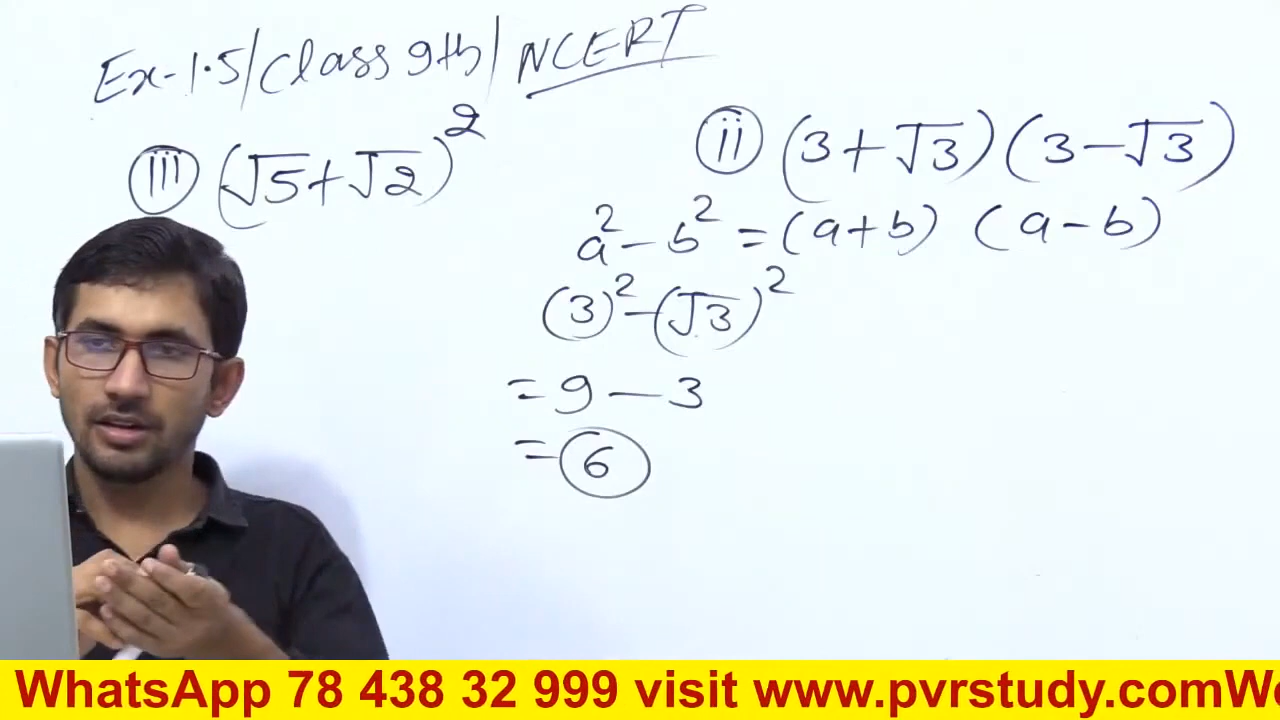 Ex-1.5/Class 9th/NCERT
(iii) (√5+√2)²
(ii) (3+√3)(3-√3)
a²-b²=(a+b) (a-b)
(3)²-(√3)²
=9-3
=6
WhatsApp 78 438 32 999 visit www.pvrstudy.comWe